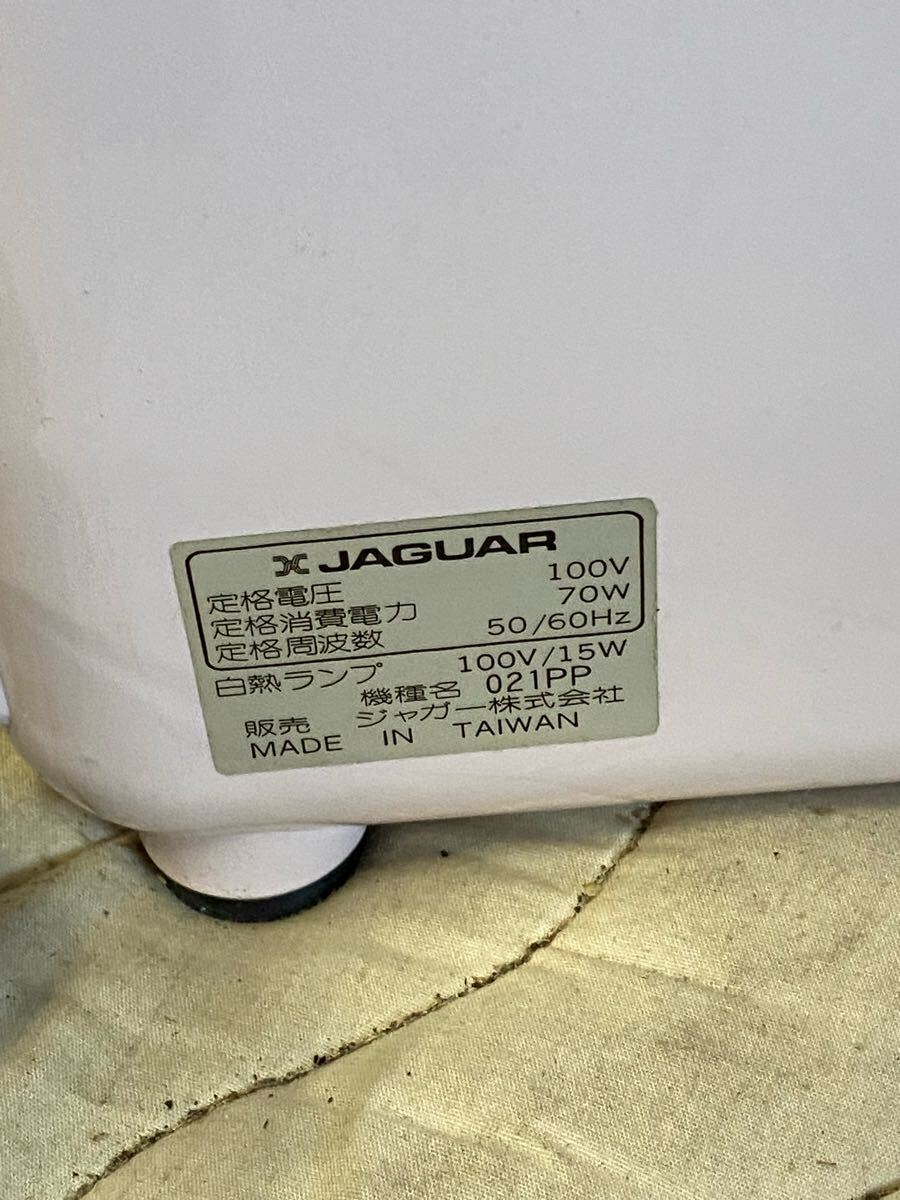 JAGUAR
定格電圧 100V
定格消費電力 70W
定格周波数 50/60Hz
白熱ランプ 100V/15W
機種名 021PP
販売 ジャガー株式会社
MADE IN TAIWAN